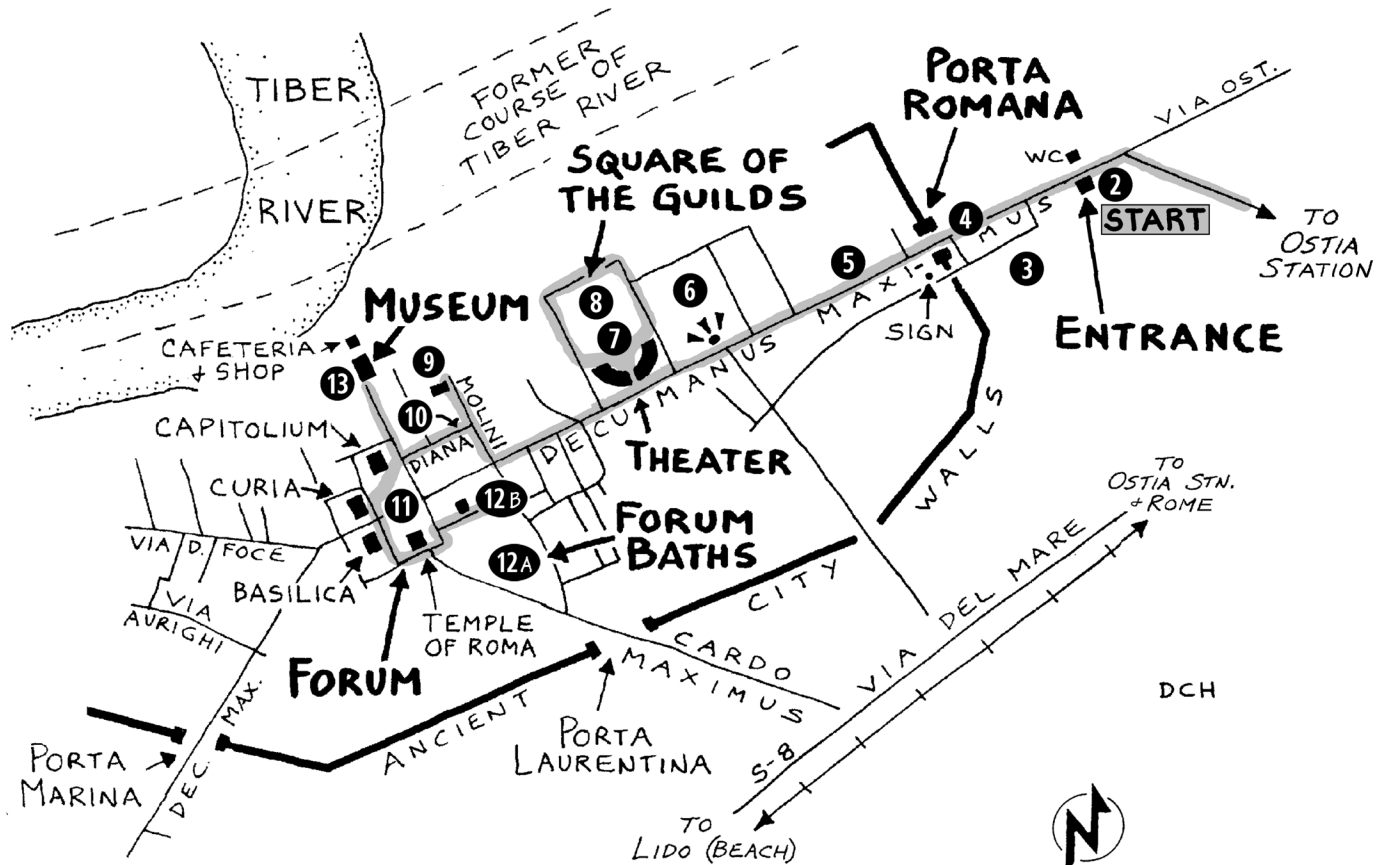 TIBER
RIVER
FORMER
COURSE OF
TIBER RIVER
PORTA
ROMANA
VIA OST.
WC
2
START
TO
OSTIA
STATION
ENTRANCE
SQUARE OF
THE GUILDS
4
3
5
SIGN
6
8
7
MUSEUM
CAFETERIA
& SHOP
13
9
10
MOLINI
DIANA
DECUMANUS MAXI-
MUS
THEATER
CAPITOLIUM
CURIA
11
12B
12A
FORUM
BATHS
VIA D. FOCE
BASILICA
VIA
AURIGHI
TEMPLE
OF ROMA
FORUM
ANCIENT CITY WALLS
CARDO
MAXIMUS
PORTA
LAURENTINA
PORTA
MARINA
DEC. MAX.
TO
OSTIA STN.
& ROME
S-8 VIA DEL MARE
TO
LIDO (BEACH)
DCH
N